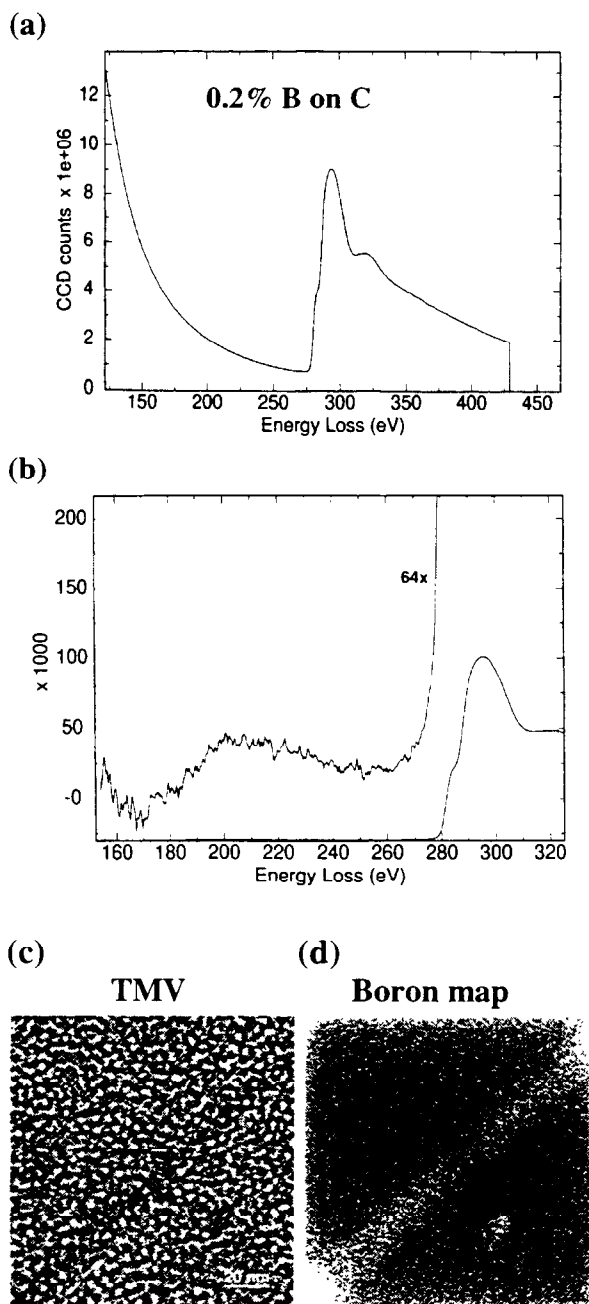 (a)
0.2% B on C
CCD counts x 1e+06
12
10
8
6
4
2
0
150 200 250 300 350 400 450
Energy Loss (eV)
(b)
x 1000
200
150
100
50
-0
64x
160 180 200 220 240 260 280 300 320
Energy Loss (eV)
(c) (d)
TMV Boron map